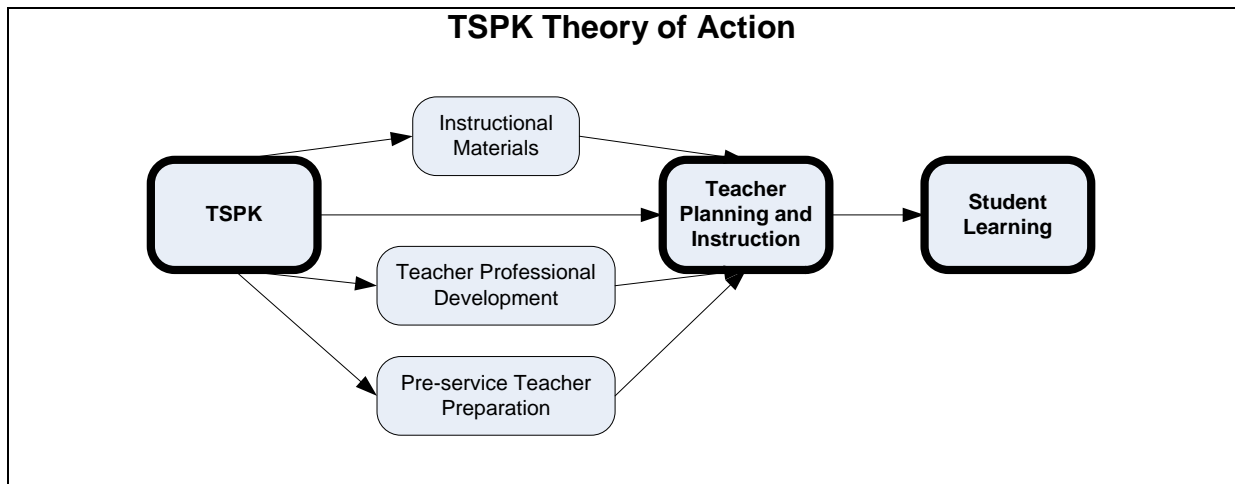 TSPK Theory of Action
Instructional
Materials
TSPK
Teacher
Planning and
Instruction
Student
Learning
Teacher Professional
Development
Pre-service Teacher
Preparation